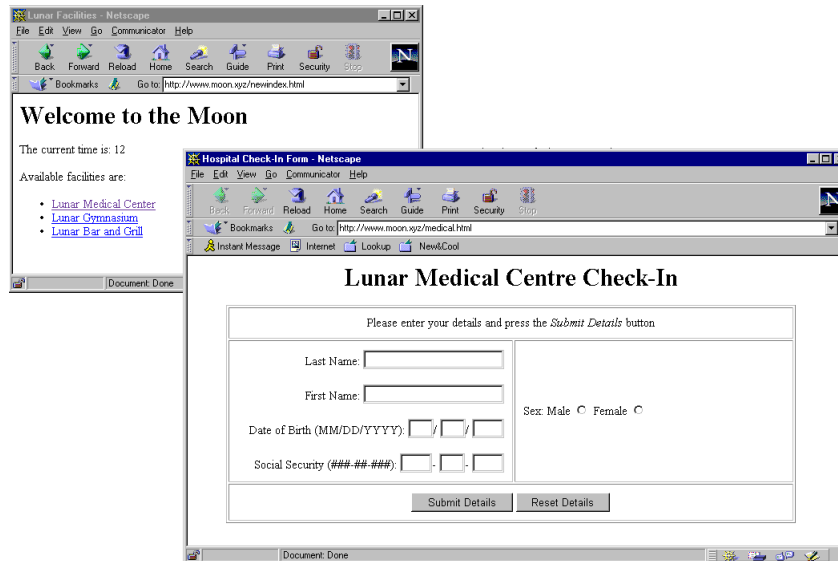 Lunar Facilities - Netscape
File Edit View Go Communicator Help
Back Forward Reload Home Search Guide Print Security Stop
Bookmarks Go to: http://www.moon.xyz/newindex.html
Welcome to the Moon
The current time is: 12
Available facilities are:
Lunar Medical Center
Lunar Gymnasium
Lunar Bar and Grill
Document: Done
Hospital Check-In Form - Netscape
File Edit View Go Communicator Help
Back Forward Reload Home Search Guide Print Security Stop
Bookmarks Go to: http://www.moon.xyz/medical.html
Instant Message Internet Lookup New&Cool
Lunar Medical Centre Check-In
Please enter your details and press the Submit Details button
Last Name:
First Name:
Sex: Male Female
Date of Birth (MM/DD/YYYY): / /
Social Security (###-##-###): - -
Submit Details Reset Details
Document: Done